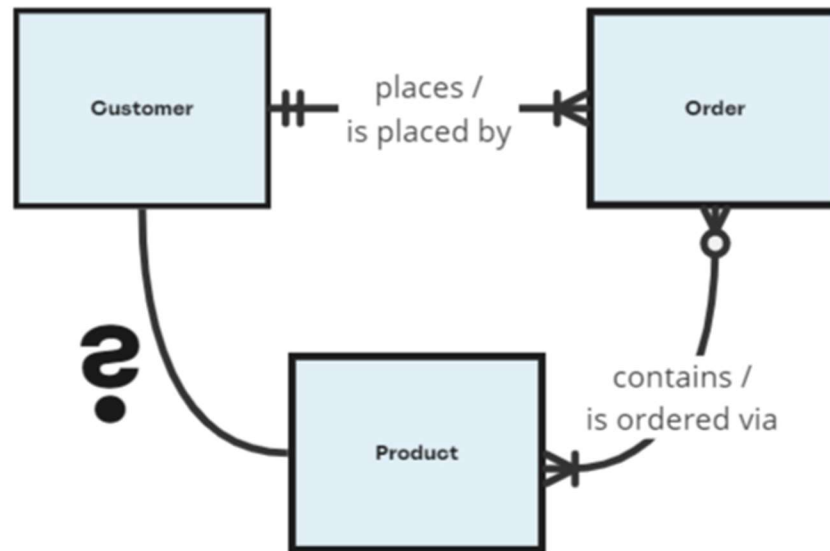 Customer
places /
is placed by
Order
?
contains /
is ordered via
Product